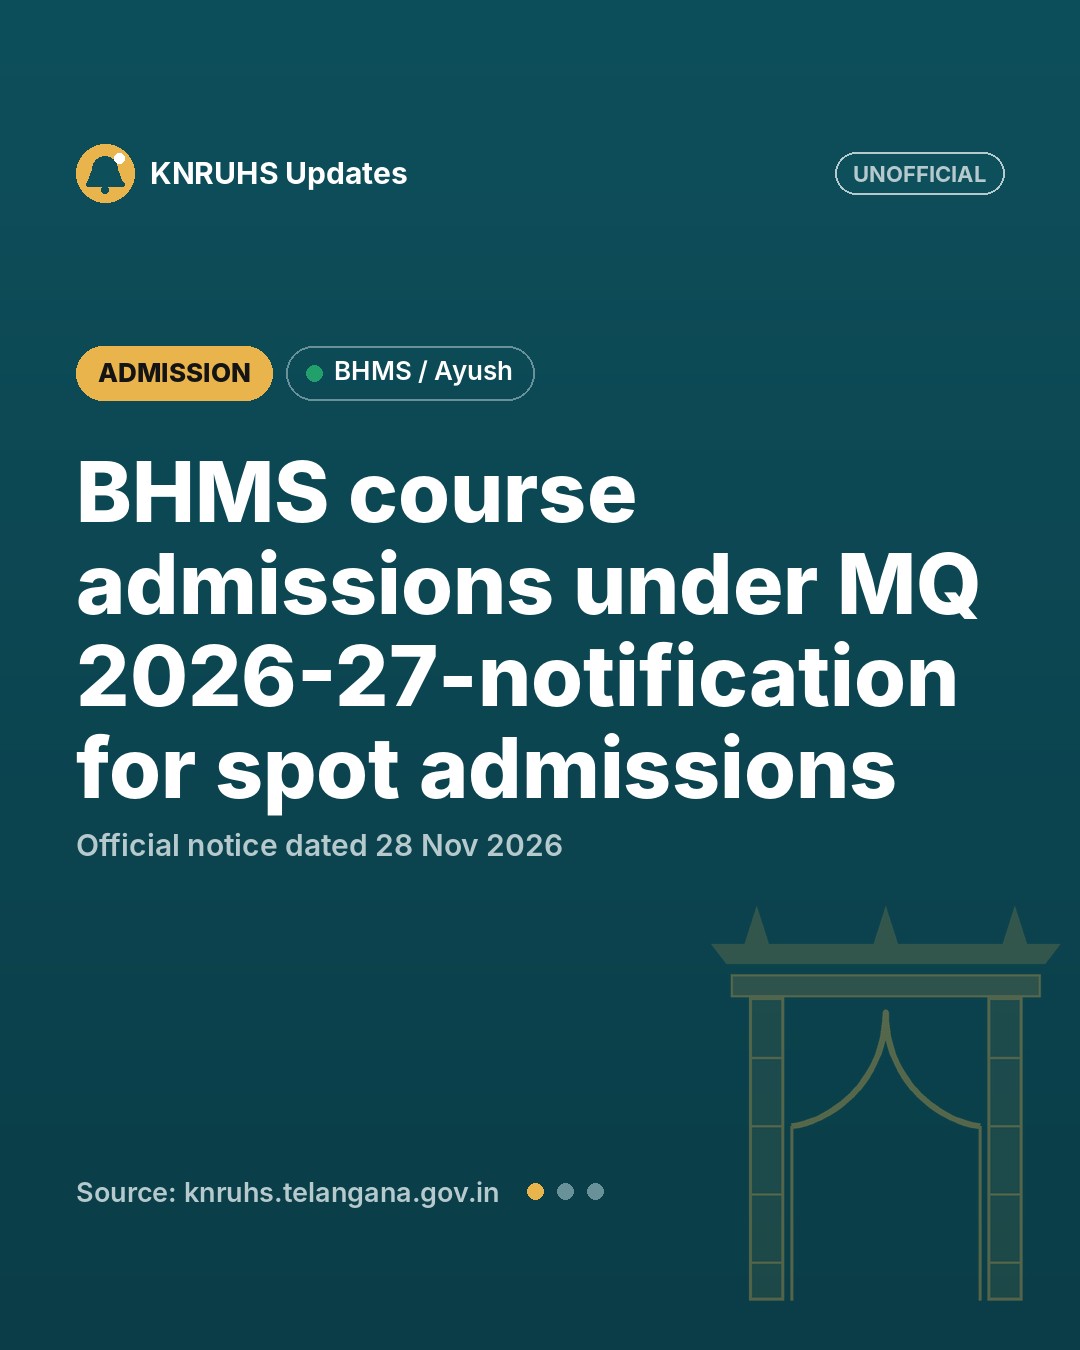 KNRUHS Updates
UNOFFICIAL
ADMISSION
BHMS / Ayush
BHMS course
admissions under MQ
2026-27-notification
for spot admissions
Official notice dated 28 Nov 2026
Source: knruhs.telangana.gov.in